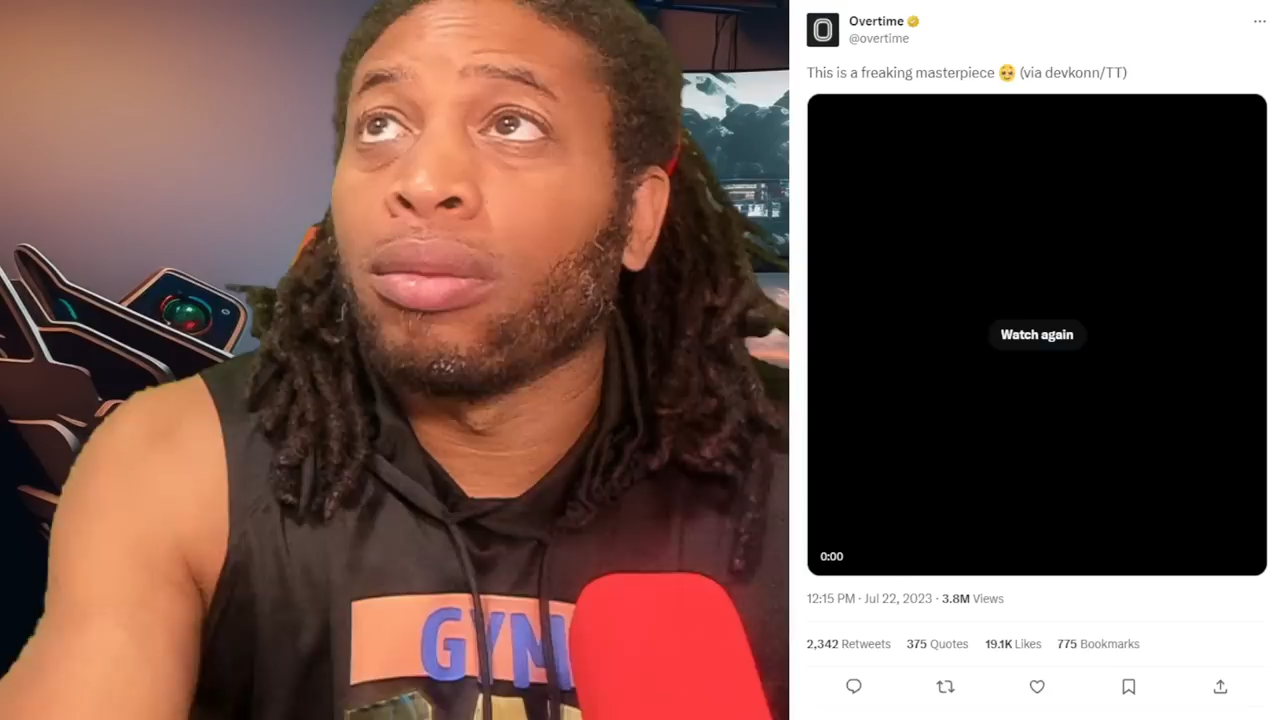 GYM
Overtime
@overtime
This is a freaking masterpiece 🥹 (via devkonn/TT)
Watch again
0:00
12:15 PM · Jul 22, 2023 · 3.8M Views
2,342 Retweets 375 Quotes 19.1K Likes 775 Bookmarks